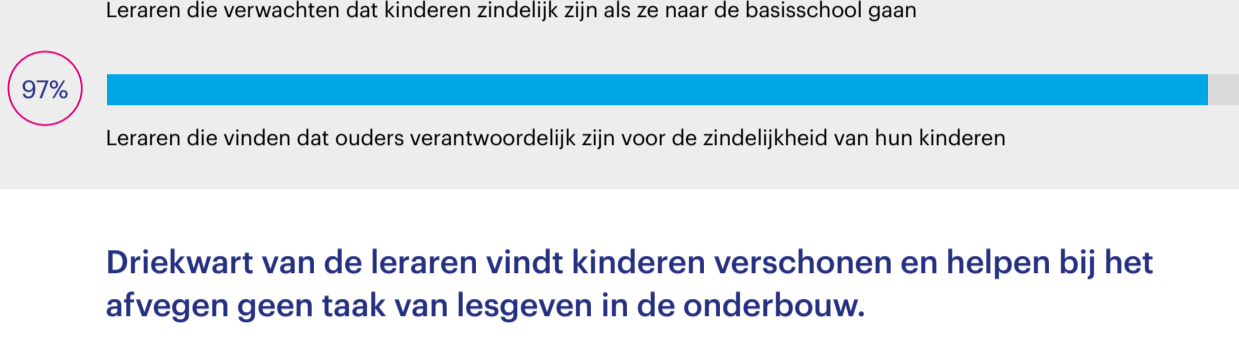 Leraren die verwachten dat kinderen zindelijk zijn als ze naar de basisschool gaan
97%
Leraren die vinden dat ouders verantwoordelijk zijn voor de zindelijkheid van hun kinderen
Driekwart van de leraren vindt kinderen verschonen en helpen bij het
afvegen geen taak van lesgeven in de onderbouw.